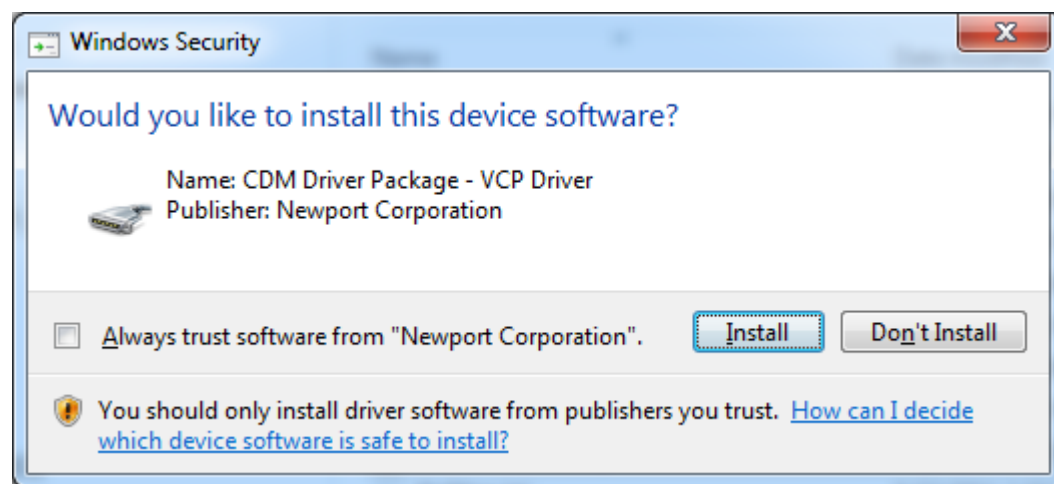 Windows Security
Would you like to install this device software?
Name: CDM Driver Package - VCP Driver
Publisher: Newport Corporation
Always trust software from "Newport Corporation".
Install
Don't Install
You should only install driver software from publishers you trust. How can I decide
which device software is safe to install?